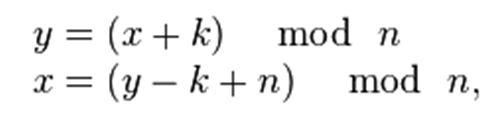 y = (x + k) mod n
x = (y − k + n) mod n,